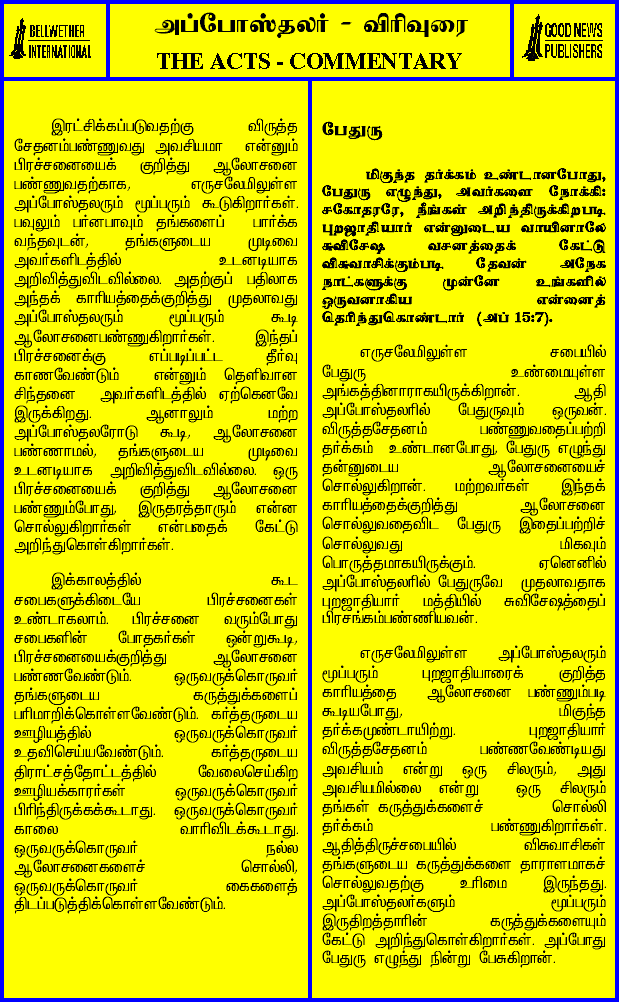 BELLWETHER
INTERNATIONAL
அப்போஸ்தலர் - விரிவுரை
THE ACTS - COMMENTARY
GOOD NEWS
PUBLISHERS
இரட்சிக்கப்படுவதற்கு விருத்த
சேதனம்பண்ணுவது அவசியமா என்னும்
பிரச்சனையைக் குறித்து ஆலோசனை
பண்ணுவதற்காக, எருசலேமிலுள்ள
அப்போஸ்தலரும் மூப்பரும் கூடுகிறார்கள்.
பவுலும் பர்னபாவும் தங்களைப் பார்க்க
வந்தவுடன், தங்களுடைய முடிவை
அவர்களிடத்தில் உடனடியாக
அறிவித்துவிடவில்லை. அதற்குப் பதிலாக
அந்தக் காரியத்தைக்குறித்து முதலாவது
அப்போஸ்தலரும் மூப்பரும் கூடி
ஆலோசனைபண்ணுகிறார்கள். இந்தப்
பிரச்சனைக்கு எப்படிப்பட்ட தீர்வு
காணவேண்டும் என்னும் தெளிவான
சிந்தனை அவர்களிடத்தில் ஏற்கெனவே
இருக்கிறது. ஆனாலும் மற்ற
அப்போஸ்தலரோடு கூடி, ஆலோசனை
பண்ணாமல், தங்களுடைய முடிவை
உடனடியாக அறிவித்துவிடவில்லை. ஒரு
பிரச்சனையைக் குறித்து ஆலோசனை
பண்ணும்போது, இருதரத்தாரும் என்ன
சொல்லுகிறார்கள் என்பதைக் கேட்டு
அறிந்துகொள்கிறார்கள்.
இக்காலத்தில் கூட
சபைகளுக்கிடையே பிரச்சனைகள்
உண்டாகலாம். பிரச்சனை வரும்போது
சபைகளின் போதகர்கள் ஒன்றுகூடி,
பிரச்சனையைக்குறித்து ஆலோசனை
பண்ணவேண்டும். ஒருவருக்கொருவர்
தங்களுடைய கருத்துக்களைப்
பரிமாறிக்கொள்ளவேண்டும். கர்த்தருடைய
ஊழியத்தில் ஒருவருக்கொருவர்
உதவிசெய்யவேண்டும். கர்த்தருடைய
திராட்சத்தோட்டத்தில் வேலைசெய்கிற
ஊழியக்காரர்கள் ஒருவருக்கொருவர்
பிரிந்திருக்கக்கூடாது. ஒருவருக்கொருவர்
காலை வாரிவிடக்கூடாது.
ஒருவருக்கொருவர் நல்ல
ஆலோசனைகளைச் சொல்லி,
ஒருவருக்கொருவர் கைகளைத்
திடப்படுத்திக்கொள்ளவேண்டும்.
பேதுரு
மிகுந்த தர்க்கம் உண்டானபோது,
பேதுரு எழுந்து, அவர்களை நோக்கி:
சகோதரரே, நீங்கள் அறிந்திருக்கிறபடி
புறஜாதியார் என்னுடைய வாயினாலே
சுவிசேஷ வசனத்தைக் கேட்டு
விசுவாசிக்கும்படி தேவன் அநேக
நாட்களுக்கு முன்னே உங்களில்
ஒருவனாகிய என்னைத்
தெரிந்துகொண்டார் (அப் 15:7).
எருசலேமிலுள்ள சபையில்
பேதுரு உண்மையுள்ள
அங்கத்தினாராகயிருக்கிறான். ஆதி
அப்போஸ்தலரில் பேதுருவும் ஒருவன்.
விருத்தசேதனம் பண்ணுவதைப்பற்றி
தர்க்கம் உண்டானபோது, பேதுரு எழுந்து
தன்னுடைய ஆலோசனையைச்
சொல்லுகிறான். மற்றவர்கள் இந்தக்
காரியத்தைக்குறித்து ஆலோசனை
சொல்லுவதைவிட பேதுரு இதைப்பற்றிச்
சொல்லுவது மிகவும்
பொருத்தமாகயிருக்கும். ஏனெனில்
அப்போஸ்தலரில் பேதுருவே முதலாவதாக
புறஜாதியார் மத்தியில் சுவிசேஷத்தைப்
பிரசங்கம்பண்ணியவன்.
எருசலேமிலுள்ள அப்போஸ்தலரும்
மூப்பரும் புறஜாதியாரைக் குறித்த
காரியத்தை ஆலோசனை பண்ணும்படி
கூடியபோது, மிகுந்த
தர்க்கமுண்டாயிற்று. புறஜாதியார்
விருத்தசேதனம் பண்ணவேண்டியது
அவசியம் என்று ஒரு சிலரும், அது
அவசியமில்லை என்று ஒரு சிலரும்
தங்கள் கருத்துக்களைச் சொல்லி
தர்க்கம் பண்ணுகிறார்கள்.
ஆதித்திருச்சபையில் விசுவாசிகள்
தங்களுடைய கருத்துக்களை தாராளமாகச்
சொல்லுவதற்கு உரிமை இருந்தது.
அப்போஸ்தலர்களும் மூப்பரும்
இருதிறத்தாரின் கருத்துக்களையும்
கேட்டு அறிந்துகொள்கிறார்கள். அப்போது
பேதுரு எழுந்து நின்று பேசுகிறான்.